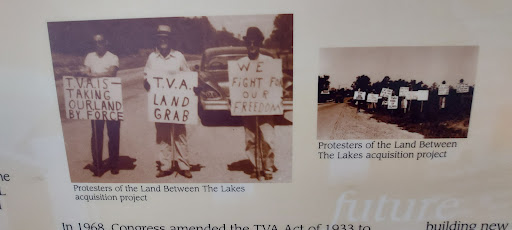 T.V.A. IS
TAKING
OUR LAND
BY FORCE
T.V.A.
LAND
GRAB
WE
FIGHT FOR
OUR
FREEDOM
Protesters of the Land Between The Lakes
acquisition project
Protesters of the Land Between
The Lakes acquisition project
future
In 1968, Congress amended the TVA Act of 1933 to
building new